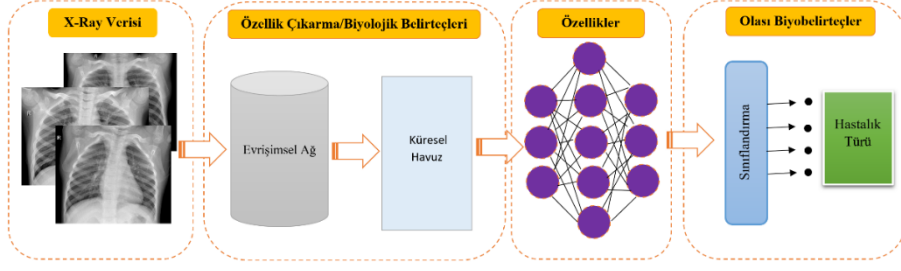 X-Ray Verisi
Özellik Çıkarma/Biyolojik Belirteçleri
Özellikler
Olası Biyobelirteçler
Evrişimsel Ağ
Küresel
Havuz
Sınıflandırma
Hastalık
Türü